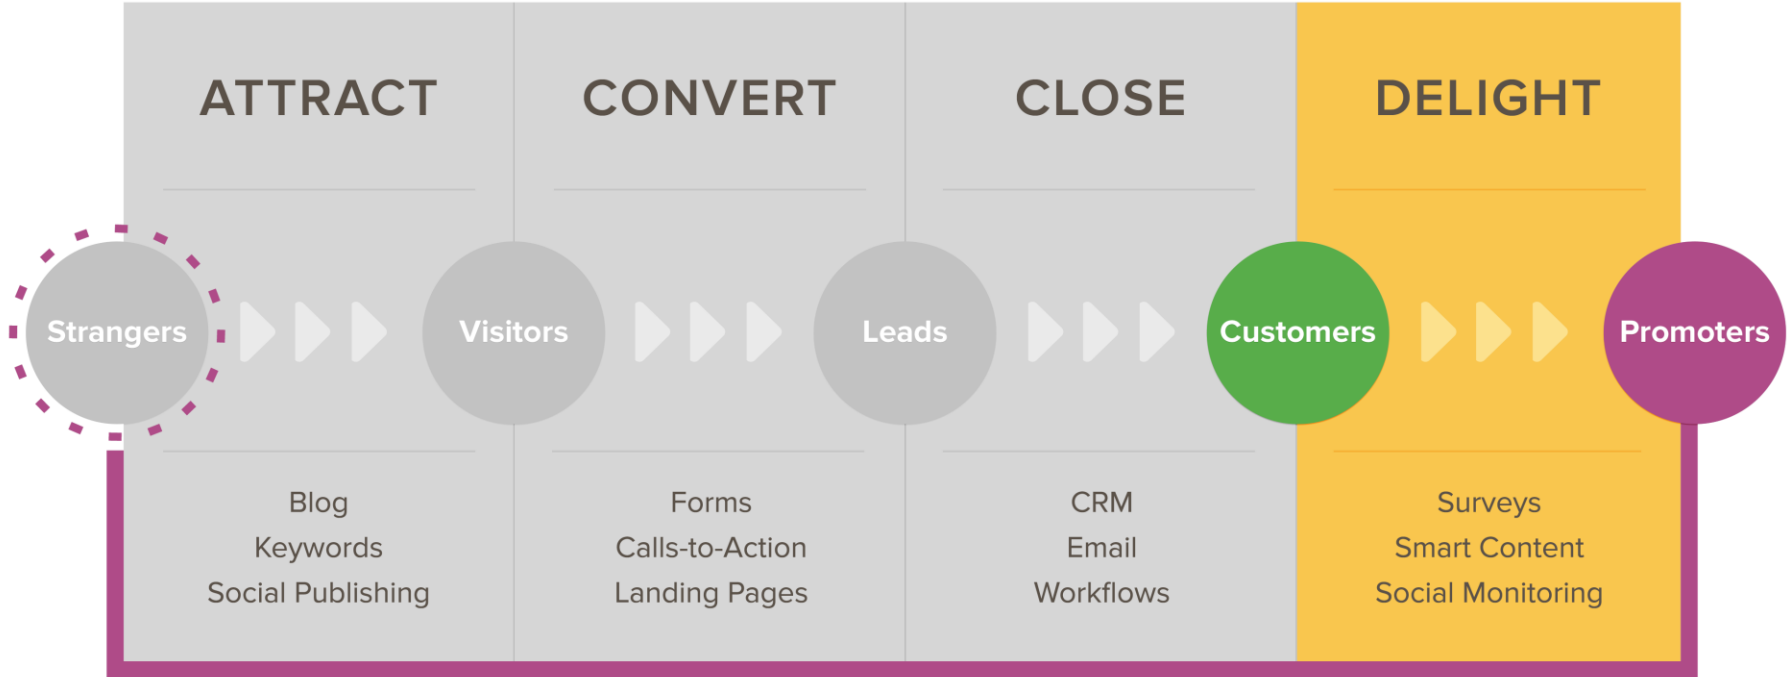 ATTRACT
CONVERT
CLOSE
DELIGHT
Strangers
Visitors
Leads
Customers
Promoters
Blog
Keywords
Social Publishing
Forms
Calls-to-Action
Landing Pages
CRM
Email
Workflows
Surveys
Smart Content
Social Monitoring